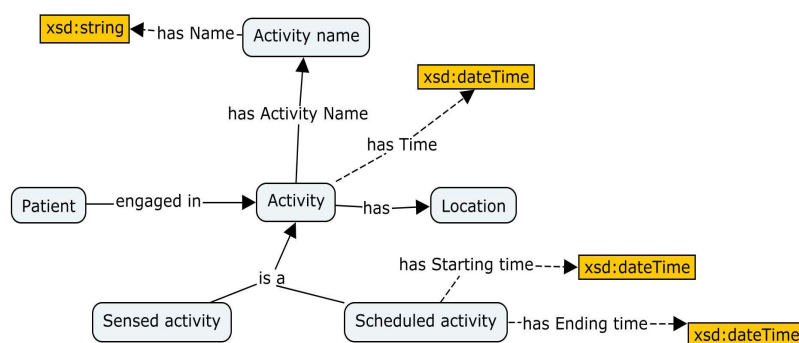 xsd:string
has Name
Activity name
xsd:dateTime
has Activity Name
has Time
Patient
engaged in
Activity
has
Location
is a
has Starting time
xsd:dateTime
Sensed activity
Scheduled activity
has Ending time
xsd:dateTime